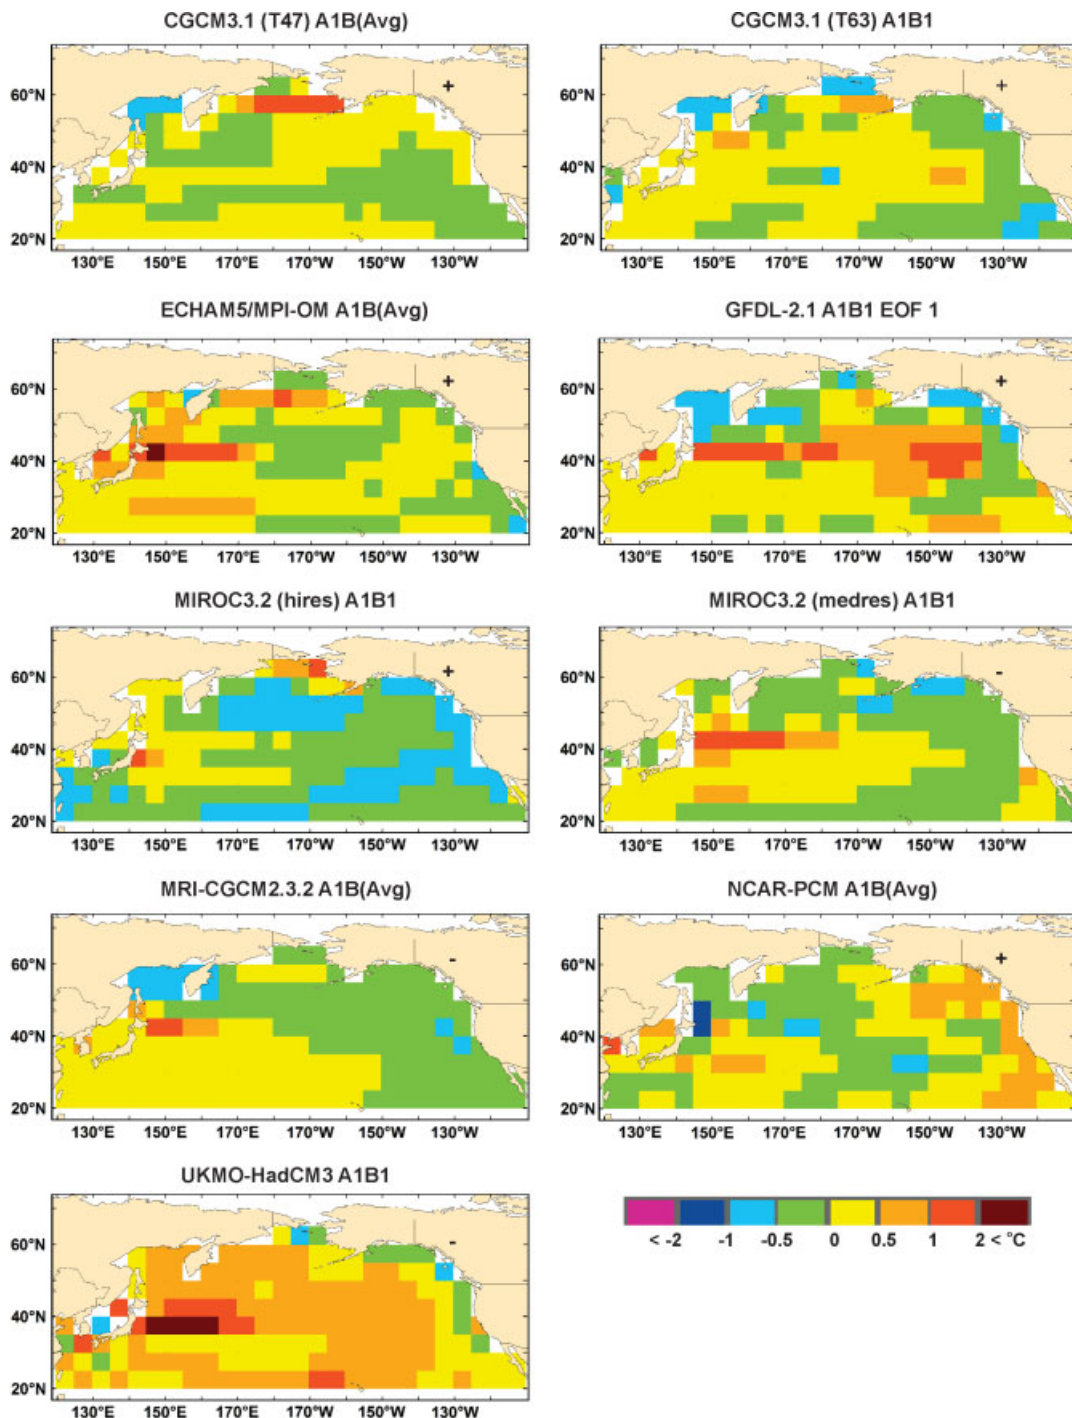 CGCM3.1 (T47) A1B(Avg)
CGCM3.1 (T63) A1B1
+
60°N
40°N
20°N
130°E 150°E 170°E 170°W 150°W 130°W
+
60°N
40°N
20°N
130°E 150°E 170°E 170°W 150°W 130°W
ECHAM5/MPI-OM A1B(Avg)
GFDL-2.1 A1B1 EOF 1
+
60°N
40°N
20°N
130°E 150°E 170°E 170°W 150°W 130°W
+
60°N
40°N
20°N
130°E 150°E 170°E 170°W 150°W 130°W
MIROC3.2 (hires) A1B1
MIROC3.2 (medres) A1B1
+
60°N
40°N
20°N
130°E 150°E 170°E 170°W 150°W 130°W
-
60°N
40°N
20°N
130°E 150°E 170°E 170°W 150°W 130°W
MRI-CGCM2.3.2 A1B(Avg)
NCAR-PCM A1B(Avg)
-
60°N
40°N
20°N
130°E 150°E 170°E 170°W 150°W 130°W
+
60°N
40°N
20°N
130°E 150°E 170°E 170°W 150°W 130°W
UKMO-HadCM3 A1B1
-
60°N
40°N
20°N
130°E 150°E 170°E 170°W 150°W 130°W
< -2 -1 -0.5 0 0.5 1 2 < °C